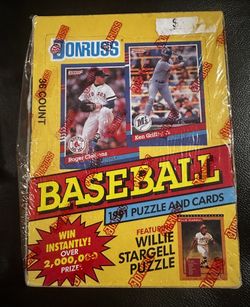 $
DONRUSS
36 COUNT
Roger Clemens
Ken Griffey Jr.
BASEBALL
1991 PUZZLE AND CARDS
WIN
INSTANTLY!
OVER
2,000,000
PRIZES
FEATURING
WILLIE
STARGELL
PUZZLE